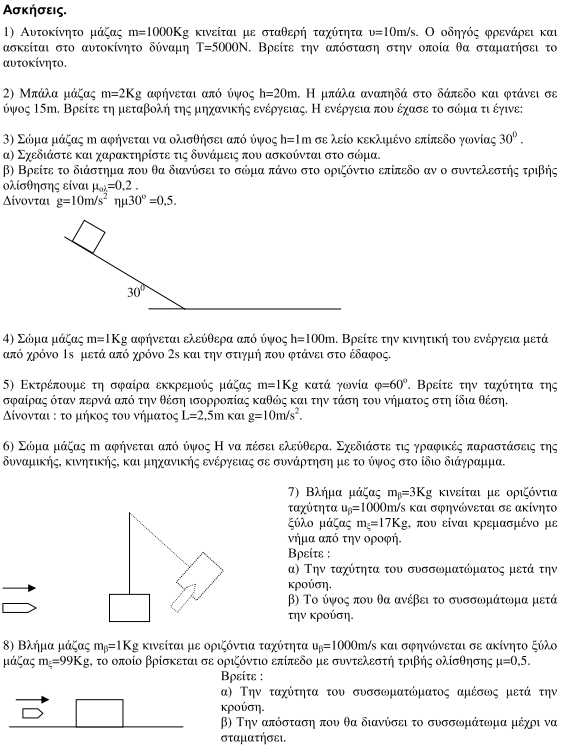 Ασκήσεις.
1) Αυτοκίνητο μάζας m=1000Kg κινείται με σταθερή ταχύτητα υ=10m/s. Ο οδηγός φρενάρει και
ασκείται στο αυτοκίνητο δύναμη Τ=5000N. Βρείτε την απόσταση στην οποία θα σταματήσει το
αυτοκίνητο.
2) Μπάλα μάζας m=2Kg αφήνεται από ύψος h=20m. Η μπάλα αναπηδά στο δάπεδο και φτάνει σε
ύψος 15m. Βρείτε τη μεταβολή της μηχανικής ενέργειας. Η ενέργεια που έχασε το σώμα τι έγινε:
3) Σώμα μάζας m αφήνεται να ολισθήσει από ύψος h=1m σε λείο κεκλιμένο επίπεδο γωνίας 30⁰ .
α) Σχεδιάστε και χαρακτηρίστε τις δυνάμεις που ασκούνται στο σώμα.
β) Βρείτε το διάστημα που θα διανύσει το σώμα πάνω στο οριζόντιο επίπεδο αν ο συντελεστής τριβής
ολίσθησης είναι μ_ολ=0,2 .
Δίνονται g=10m/s² ημ30° =0,5.
30⁰
4) Σώμα μάζας m=1Kg αφήνεται ελεύθερα από ύψος h=100m. Βρείτε την κινητική του ενέργεια μετά
από χρόνο 1s μετά από χρόνο 2s και την στιγμή που φτάνει στο έδαφος.
5) Εκτρέπουμε τη σφαίρα εκκρεμούς μάζας m=1Kg κατά γωνία φ=60°. Βρείτε την ταχύτητα της
σφαίρας όταν περνά από την θέση ισορροπίας καθώς και την τάση του νήματος στη ίδια θέση.
Δίνονται : το μήκος του νήματος L=2,5m και g=10m/s².
6) Σώμα μάζας m αφήνεται από ύψος Η να πέσει ελεύθερα. Σχεδιάστε τις γραφικές παραστάσεις της
δυναμικής, κινητικής, και μηχανικής ενέργειας σε συνάρτηση με το ύψος στο ίδιο διάγραμμα.
7) Βλήμα μάζας m_β=3Kg κινείται με οριζόντια
ταχύτητα u_β=1000m/s και σφηνώνεται σε ακίνητο
ξύλο μάζας m_ξ=17Kg, που είναι κρεμασμένο με
νήμα από την οροφή.
Βρείτε :
α) Την ταχύτητα του συσσωματώματος μετά την
κρούση.
β) Το ύψος που θα ανέβει το συσσωμάτωμα μετά
την κρούση.
8) Βλήμα μάζας m_β=1Kg κινείται με οριζόντια ταχύτητα u_β=1000m/s και σφηνώνεται σε ακίνητο ξύλο
μάζας m_ξ=99Kg, το οποίο βρίσκεται σε οριζόντιο επίπεδο με συντελεστή τριβής ολίσθησης μ=0,5.
Βρείτε :
α) Την ταχύτητα του συσσωματώματος αμέσως μετά την
κρούση.
β) Την απόσταση που θα διανύσει το συσσωμάτωμα μέχρι να
σταματήσει.